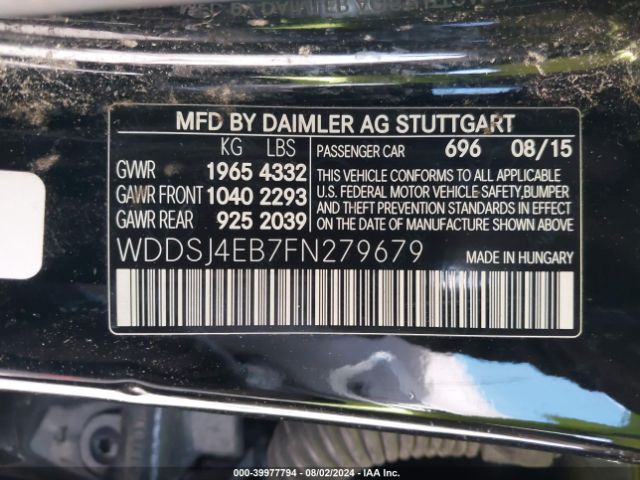 MFD BY DAIMLER AG STUTTGART
KG LBS
GVWR 1965 4332
GAWR FRONT 1040 2293
GAWR REAR 925 2039
PASSENGER CAR 696 08/15
THIS VEHICLE CONFORMS TO ALL APPLICABLE
U.S. FEDERAL MOTOR VEHICLE SAFETY,BUMPER
AND THEFT PREVENTION STANDARDS IN EFFECT
ON THE DATE OF MANUFACTURE SHOWN ABOVE
WDDSJ4EB7FN279679 MADE IN HUNGARY
000-39977794 - 08/02/2024 - IAA Inc.